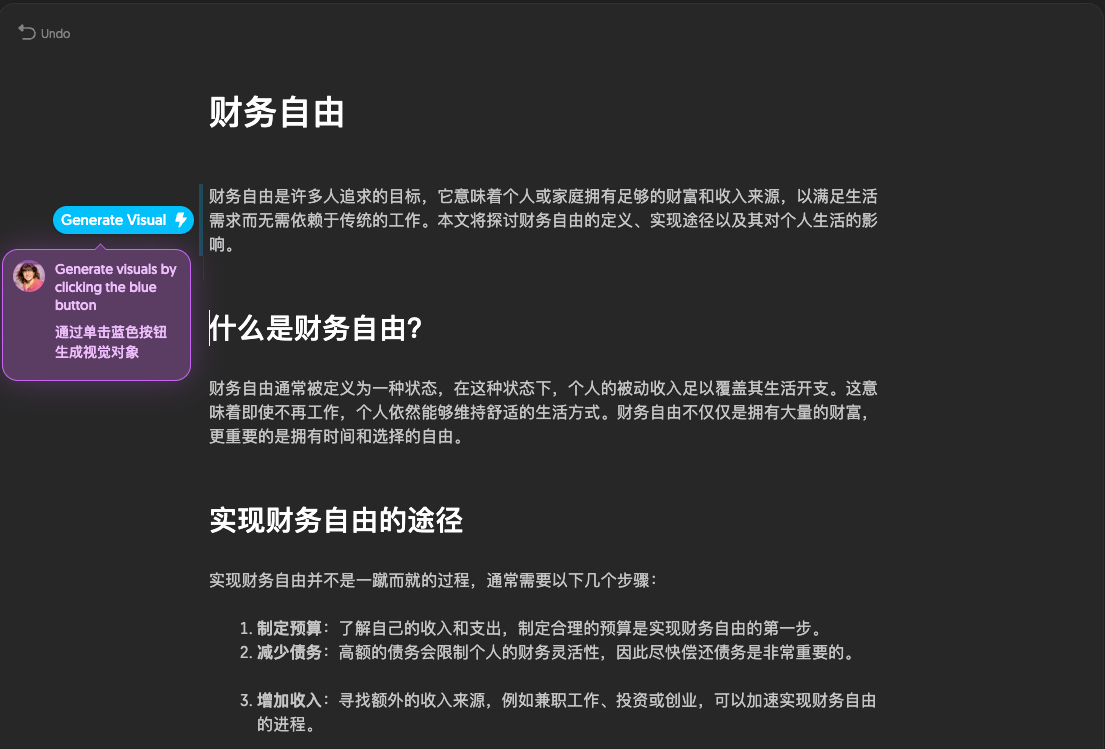 Undo
财务自由
财务自由是许多人追求的目标，它意味着个人或家庭拥有足够的财富和收入来源，以满足生活
需求而无需依赖于传统的工作。本文将探讨财务自由的定义、实现途径以及其对个人生活的影
响。
Generate Visual
Generate visuals by
clicking the blue
button
通过单击蓝色按钮
生成视觉对象
什么是财务自由?
财务自由通常被定义为一种状态，在这种状态下，个人的被动收入足以覆盖其生活开支。这意
味着即使不再工作，个人依然能够维持舒适的生活方式。财务自由不仅仅是拥有大量的财富，
更重要的是拥有时间和选择的自由。
实现财务自由的途径
实现财务自由并不是一蹴而就的过程，通常需要以下几个步骤：
1. 制定预算：了解自己的收入和支出，制定合理的预算是实现财务自由的第一步。
2. 减少债务：高额的债务会限制个人的财务灵活性，因此尽快偿还债务是非常重要的。
3. 增加收入：寻找额外的收入来源，例如兼职工作、投资或创业，可以加速实现财务自由
的进程。